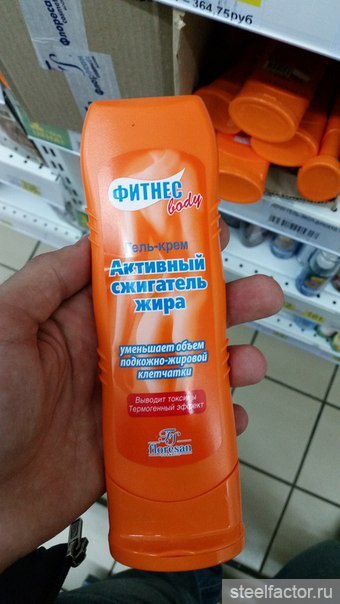 364,75руб
Флоресан
ФИТНЕС
body
Гель-крем
Активный
сжигатель
жира
уменьшает объем
подкожно-жировой
клетчатки
Выводит токсины
Термогенный эффект
floresan
steelfactor.ru